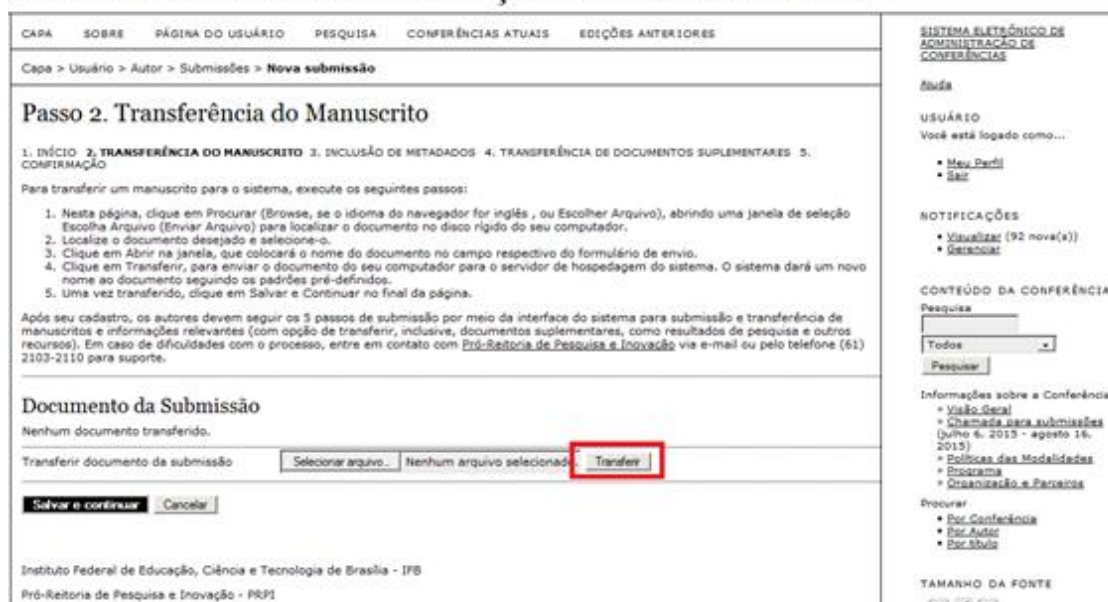 CAPA SOBRE PÁGINA DO USUÁRIO PESQUISA CONFERÊNCIAS ATUAIS EDIÇÕES ANTERIORES
Capa > Usuário > Autor > Submissões > Nova submissão
Passo 2. Transferência do Manuscrito
1. INÍCIO 2. TRANSFERÊNCIA DO MANUSCRITO 3. INCLUSÃO DE METADADOS 4. TRANSFERÊNCIA DE DOCUMENTOS SUPLEMENTARES 5.
CONFIRMAÇÃO
Para transferir um manuscrito para o sistema, execute os seguintes passos:
1. Nesta página, clique em Procurar (Browse, se o idioma do navegador for inglês , ou Escolher Arquivo), abrindo uma janela de seleção
Escolha Arquivo (Enviar Arquivo) para localizar o documento no disco rígido do seu computador.
2. Localize o documento desejado e selecione-o.
3. Clique em Abrir na janela, que colocará o nome do documento no campo respectivo do formulário de envio.
4. Clique em Transferir, para enviar o documento do seu computador para o servidor de hospedagem do sistema. O sistema dará um novo
nome ao documento seguindo os padrões pré-definidos.
5. Uma vez transferido, clique em Salvar e Continuar no final da página.
Após seu cadastro, os autores devem seguir os 5 passos de submissão por meio da interface do sistema para submissão e transferência de
manuscritos e informações relevantes (com opção de transferir, inclusive, documentos suplementares, como resultados de pesquisa e outros
recursos). Em caso de dificuldades com o processo, entre em contato com Pró-Reitoria de Pesquisa e Inovação via e-mail ou pelo telefone (61)
2103-2110 para suporte.
Documento da Submissão
Nenhum documento transferido.
Transferir documento da submissão Selecionar arquivo.. Nenhum arquivo selecionado. Transferir
Salvar e continuar Cancelar
Instituto Federal de Educação, Ciência e Tecnologia de Brasília - IFB
Pró-Reitoria de Pesquisa e Inovação - PRPI
SISTEMA ELETRÔNICO DE
ADMINISTRAÇÃO DE
CONFERÊNCIAS
Ajuda
USUÁRIO
Você está logado como...
Meu Perfil
Sair
NOTIFICAÇÕES
Visualizar (92 nova(s))
Gerenciar
CONTEÚDO DA CONFERÊNCIA
Pesquisa
Todos
Pesquisar
Informações sobre a Conferência
Visão Geral
Chamada para submissões
(julho 6, 2015 - agosto 16,
2015)
Políticas das Modalidades
Programa
Organização e Parceiros
Procurar
Por Conferência
Por Autor
Por título
TAMANHO DA FONTE